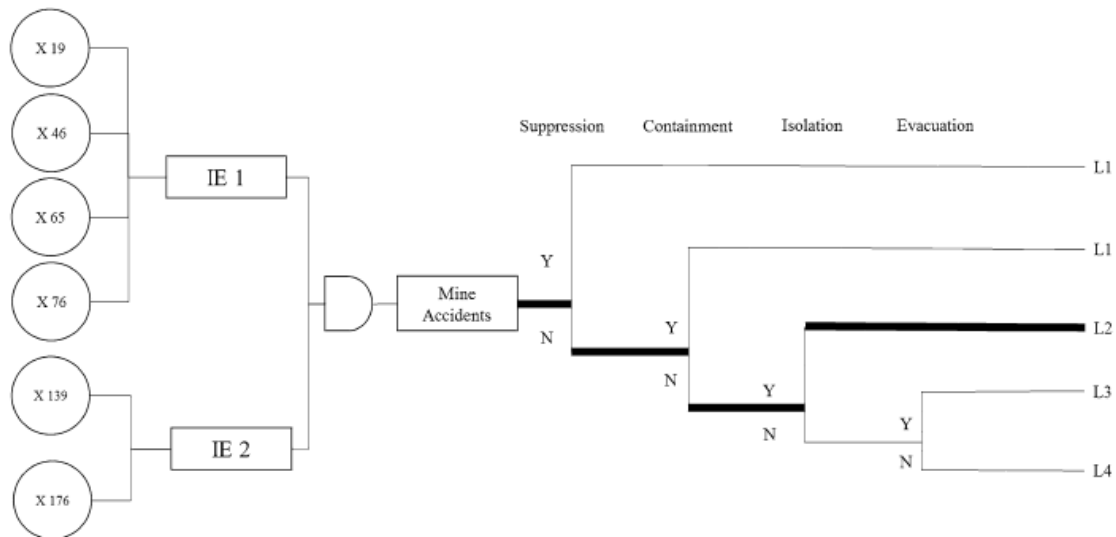 X 19
X 46
X 65
X 76
X 139
X 176
IE 1
IE 2
Mine
Accidents
Suppression Containment Isolation Evacuation
Y
N
Y
N
Y
N
Y
N
L1
L1
L2
L3
L4